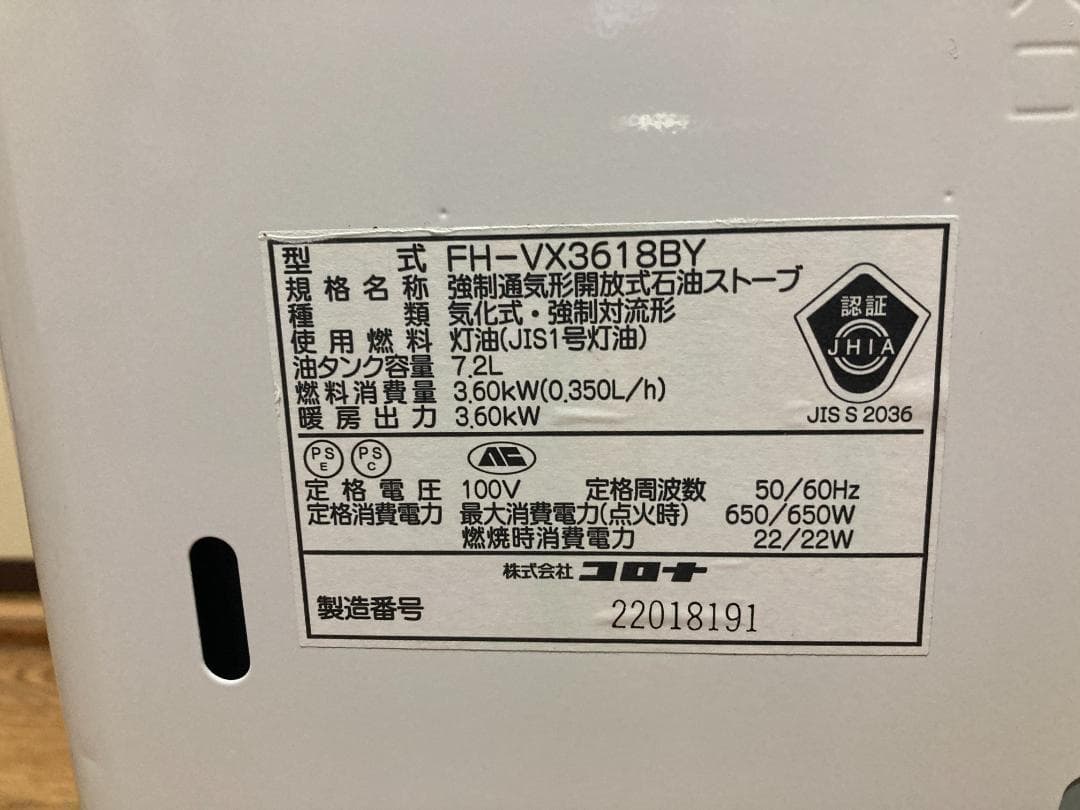 型式 FH-VX3618BY
規格名称 強制通気形開放式石油ストーブ
種類 気化式・強制対流形
使用燃料 灯油(JIS1号灯油)
油タンク容量 7.2L
燃料消費量 3.60kW(0.350L/h)
暖房出力 3.60kW
認証
JHIA
JIS S 2036
PS E PS C
定格電圧 100V 定格周波数 50/60Hz
定格消費電力 最大消費電力(点火時) 650/650W
燃焼時消費電力 22/22W
株式会社 コロナ
製造番号 22018191